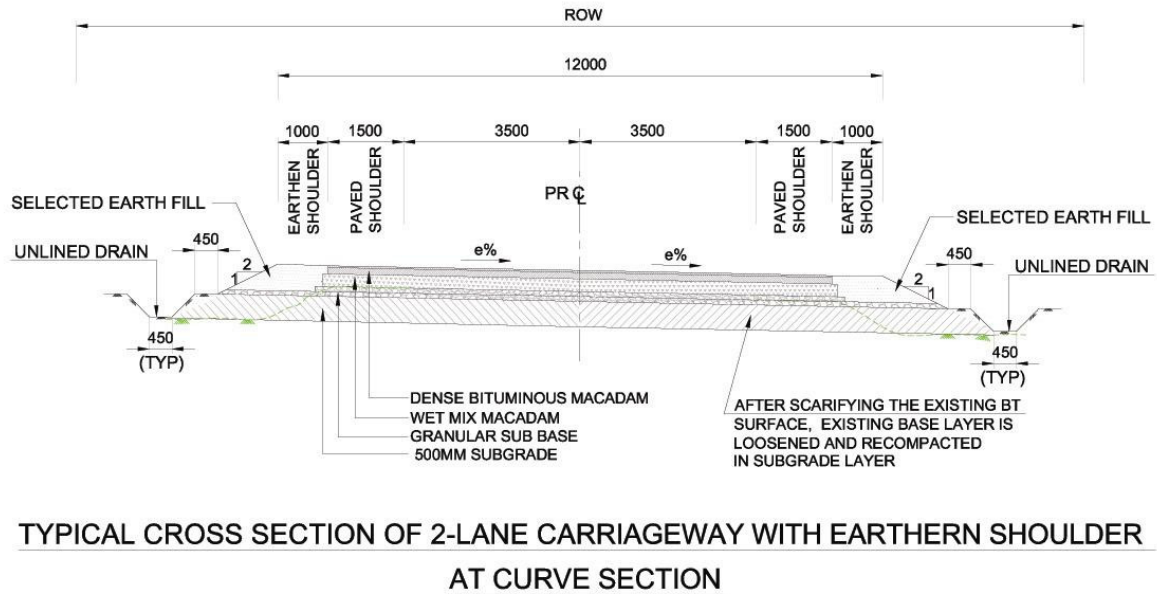 ROW
12000
1000 1500 3500 3500 1500 1000
EARTHEN
SHOULDER
PAVED
SHOULDER
PR ℄
PAVED
SHOULDER
EARTHEN
SHOULDER
SELECTED EARTH FILL
SELECTED EARTH FILL
450
UNLINED DRAIN
2
1
e%
e%
2
1
450
UNLINED DRAIN
450
(TYP)
450
(TYP)
DENSE BITUMINOUS MACADAM
WET MIX MACADAM
GRANULAR SUB BASE
500MM SUBGRADE
AFTER SCARIFYING THE EXISTING BT
SURFACE, EXISTING BASE LAYER IS
LOOSENED AND RECOMPACTED
IN SUBGRADE LAYER
TYPICAL CROSS SECTION OF 2-LANE CARRIAGEWAY WITH EARTHERN SHOULDER
AT CURVE SECTION